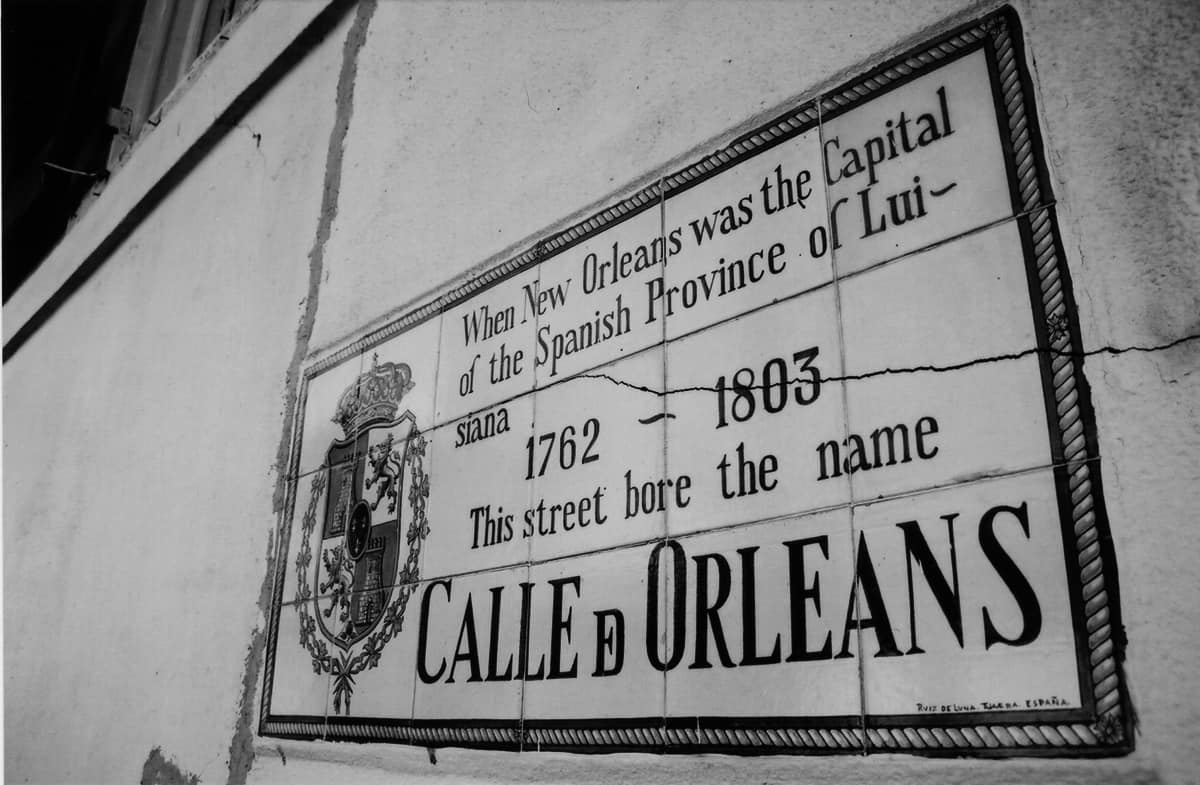 When New Orleans was the Capital
of the Spanish Province of Lui-
siana
1762 - 1803
This street bore the name
CALLE DE ORLEANS
RUIZ DE LUNA. TALAVERA. ESPAÑA.